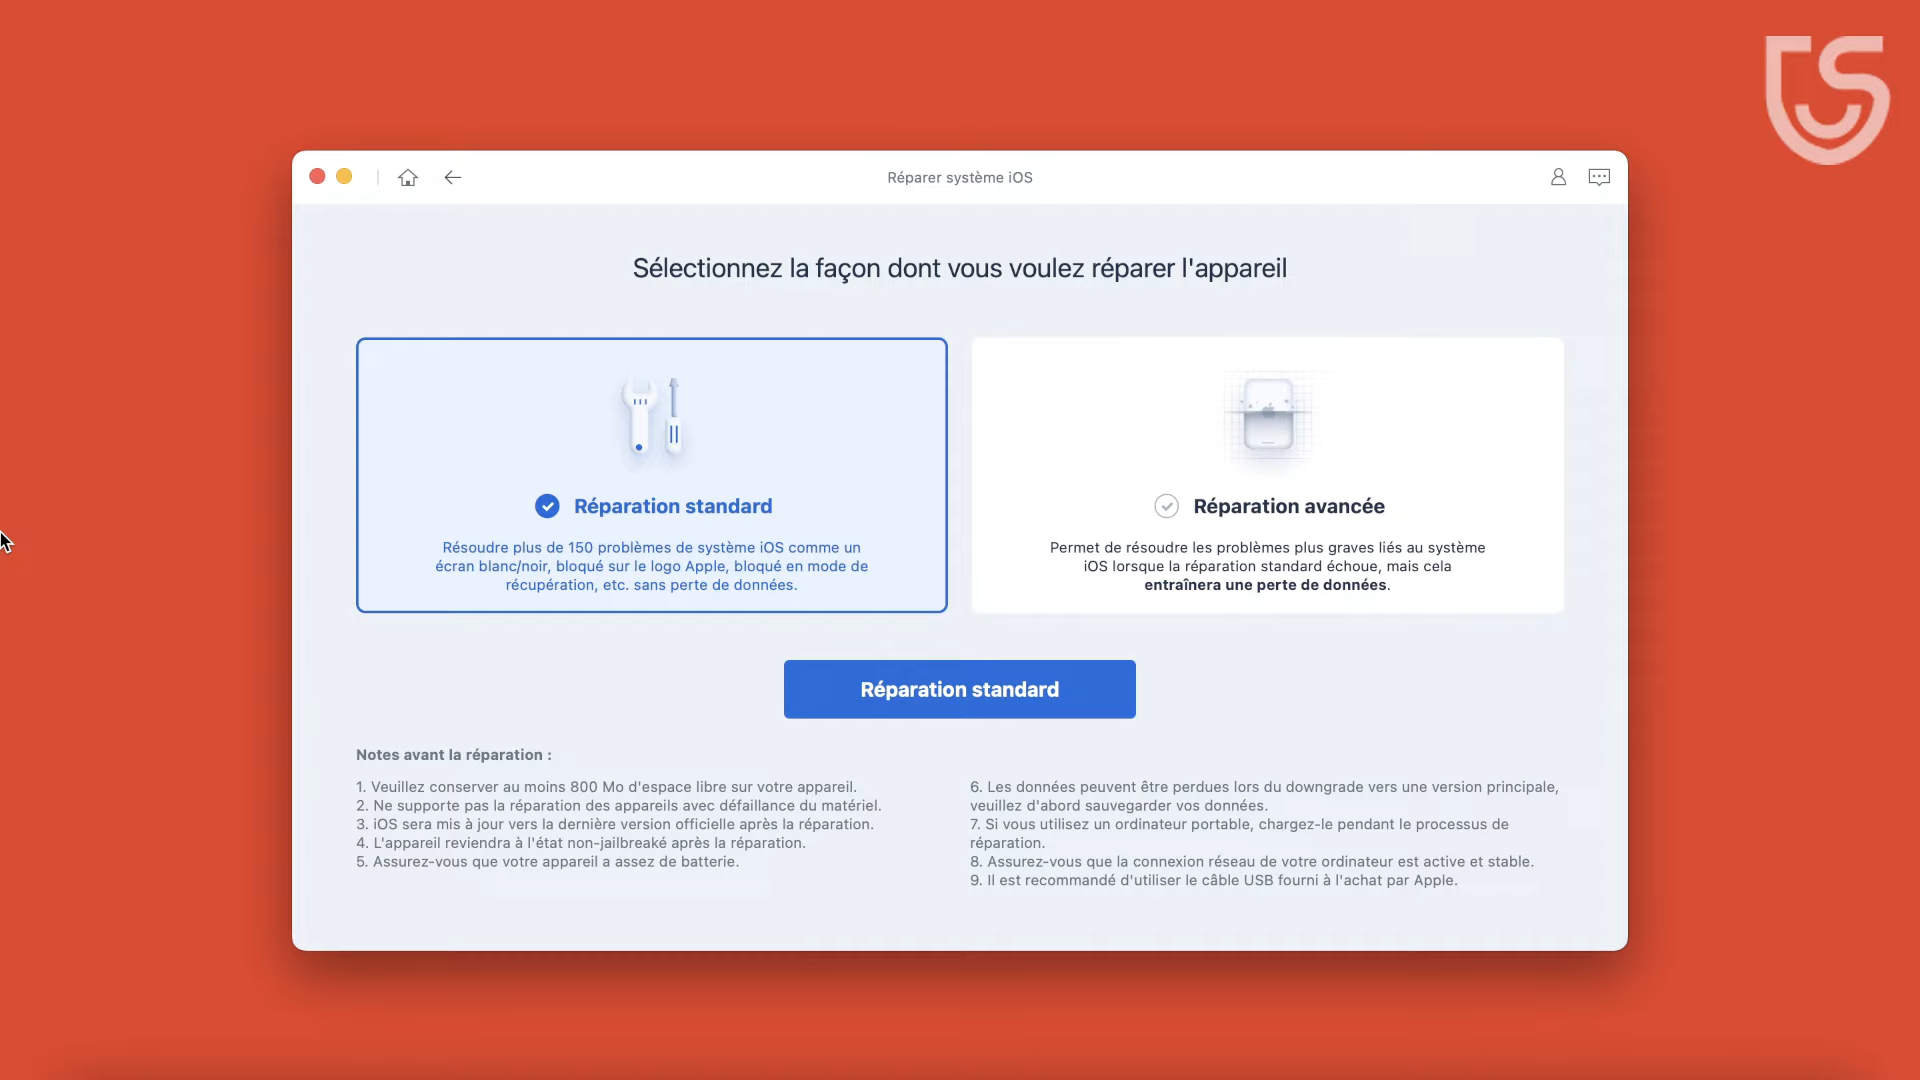 Réparer système iOS
Sélectionnez la façon dont vous voulez réparer l'appareil
Réparation standard
Résoudre plus de 150 problèmes de système iOS comme un
écran blanc/noir, bloqué sur le logo Apple, bloqué en mode de
récupération, etc. sans perte de données.
Réparation avancée
Permet de résoudre les problèmes plus graves liés au système
iOS lorsque la réparation standard échoue, mais cela
entraînera une perte de données.
Réparation standard
Notes avant la réparation :
1. Veuillez conserver au moins 800 Mo d'espace libre sur votre appareil.
2. Ne supporte pas la réparation des appareils avec défaillance du matériel.
3. iOS sera mis à jour vers la dernière version officielle après la réparation.
4. L'appareil reviendra à l'état non-jailbreaké après la réparation.
5. Assurez-vous que votre appareil a assez de batterie.
6. Les données peuvent être perdues lors du downgrade vers une version principale,
veuillez d'abord sauvegarder vos données.
7. Si vous utilisez un ordinateur portable, chargez-le pendant le processus de
réparation.
8. Assurez-vous que la connexion réseau de votre ordinateur est active et stable.
9. Il est recommandé d'utiliser le câble USB fourni à l'achat par Apple.